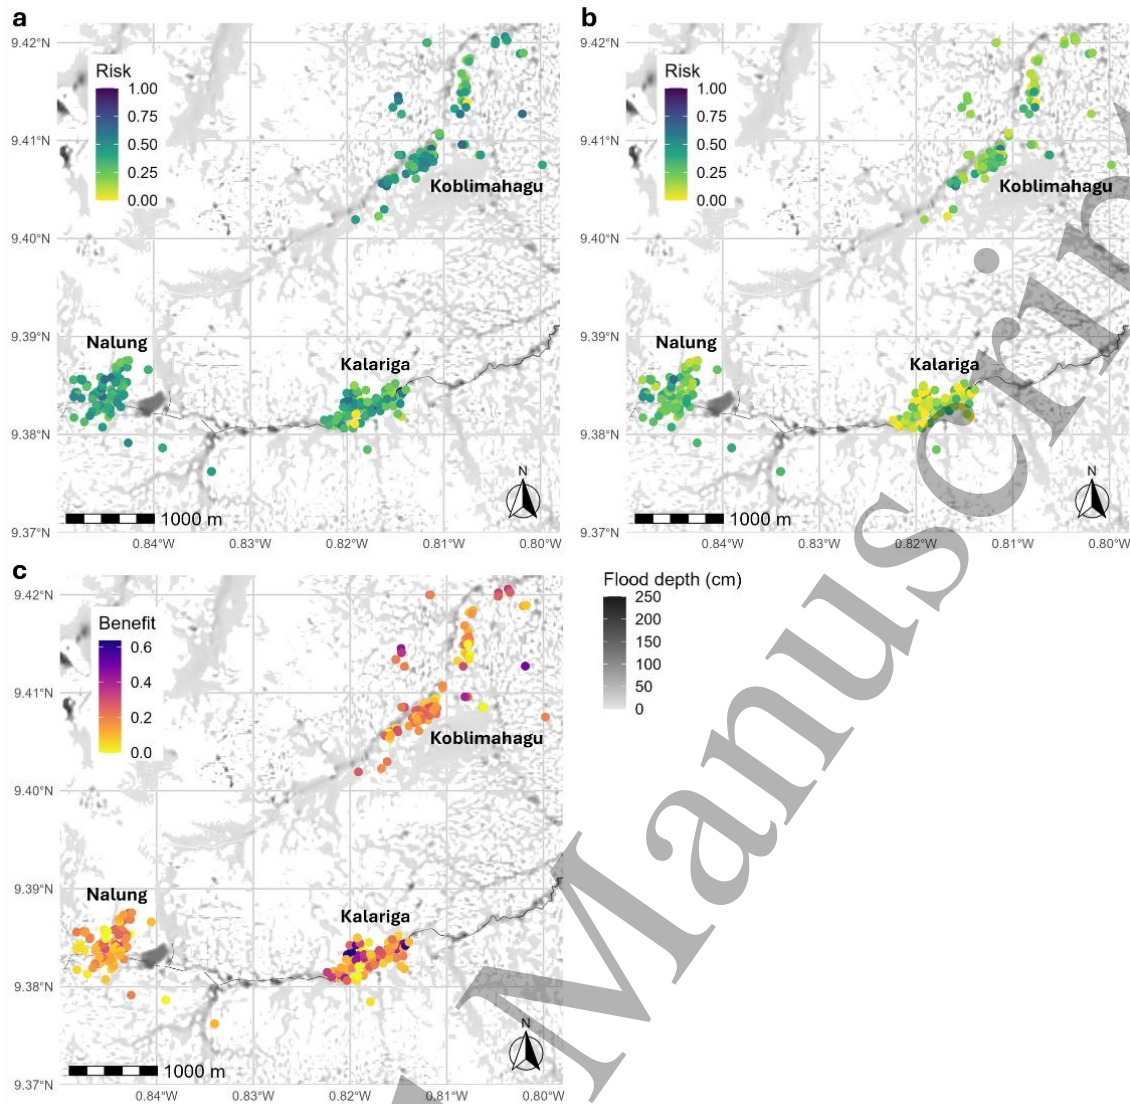 a
9.42°N
9.41°N
9.40°N
9.39°N
9.38°N
9.37°N
Risk
1.00
0.75
0.50
0.25
0.00
Koblimahagu
Nalung
Kalariga
N
1000 m
0.84°W 0.83°W 0.82°W 0.81°W 0.80°W
b
9.42°N
9.41°N
9.40°N
9.39°N
9.38°N
9.37°N
Risk
1.00
0.75
0.50
0.25
0.00
Koblimahagu
Nalung
Kalariga
N
1000 m
0.84°W 0.83°W 0.82°W 0.81°W 0.80°W
c
9.42°N
9.41°N
9.40°N
9.39°N
9.38°N
9.37°N
Benefit
0.6
0.4
0.2
0.0
Koblimahagu
Nalung
Kalariga
N
1000 m
0.84°W 0.83°W 0.82°W 0.81°W 0.80°W
Flood depth (cm)
250
200
150
100
50
0
Manuscrip